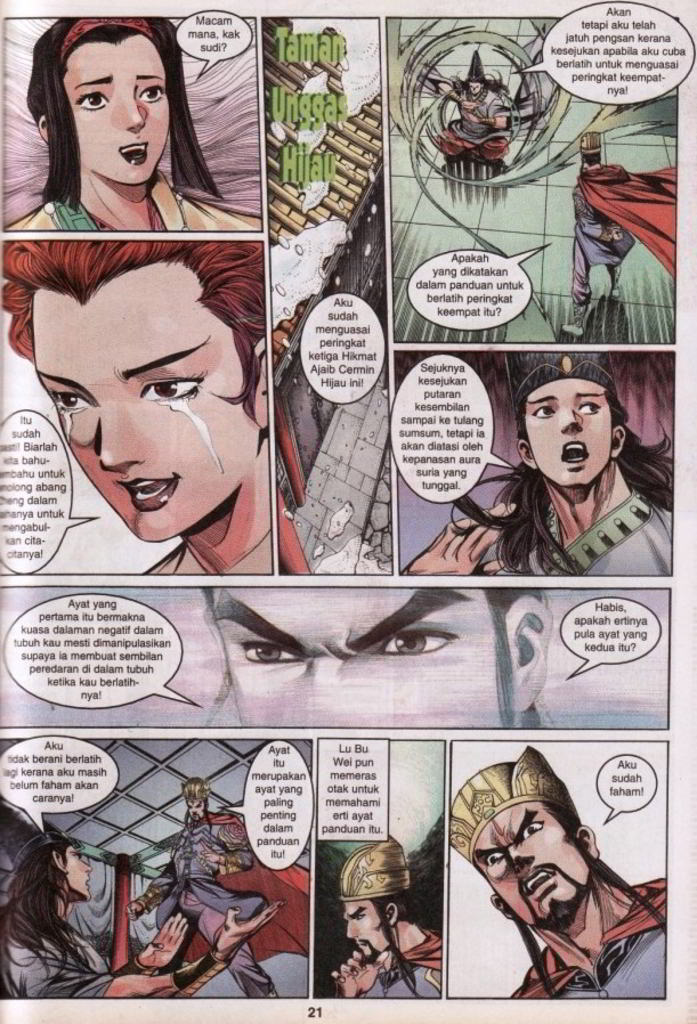 Macam
mana, kak
sudi?
Itu
sudah
Biarlah
kita bahu-
bahu untuk
abang
dalam
untuk
mengabul-
kan cita-
citanya!
Taman
Unggas
Hijau
Aku
sudah
menguasai
peringkat
ketiga Hikmat
Ajaib Cermin
Hijau ini!
Akan
tetapi aku telah
jatuh pengsan kerana
kesejukan apabila aku cuba
berlatih untuk menguasai
peringkat keempat-
nya!
Apakah
yang dikatakan
dalam panduan untuk
berlatih peringkat
keempat itu?
Sejuknya
kesejukan
putaran
kesembilan
sampai ke tulang
sumsum, tetapi ia
akan diatasi oleh
kepanasan aura
suria yang
tunggal.
Ayat yang
pertama itu bermakna
kuasa dalaman negatif dalam
tubuh kau mesti dimanipulasikan
supaya ia membuat sembilan
peredaran di dalam tubuh
ketika kau berlatih-
nya!
Habis,
apakah ertinya
pula ayat yang
kedua itu?
Aku
tidak berani berlatih
lagi kerana aku masih
belum faham akan
caranya!
Ayat
itu
merupakan
ayat yang
paling
penting
dalam
panduan
itu!
Lu Bu
Wei pun
memeras
otak untuk
memahami
erti ayat
panduan itu.
Aku
sudah
faham!
21